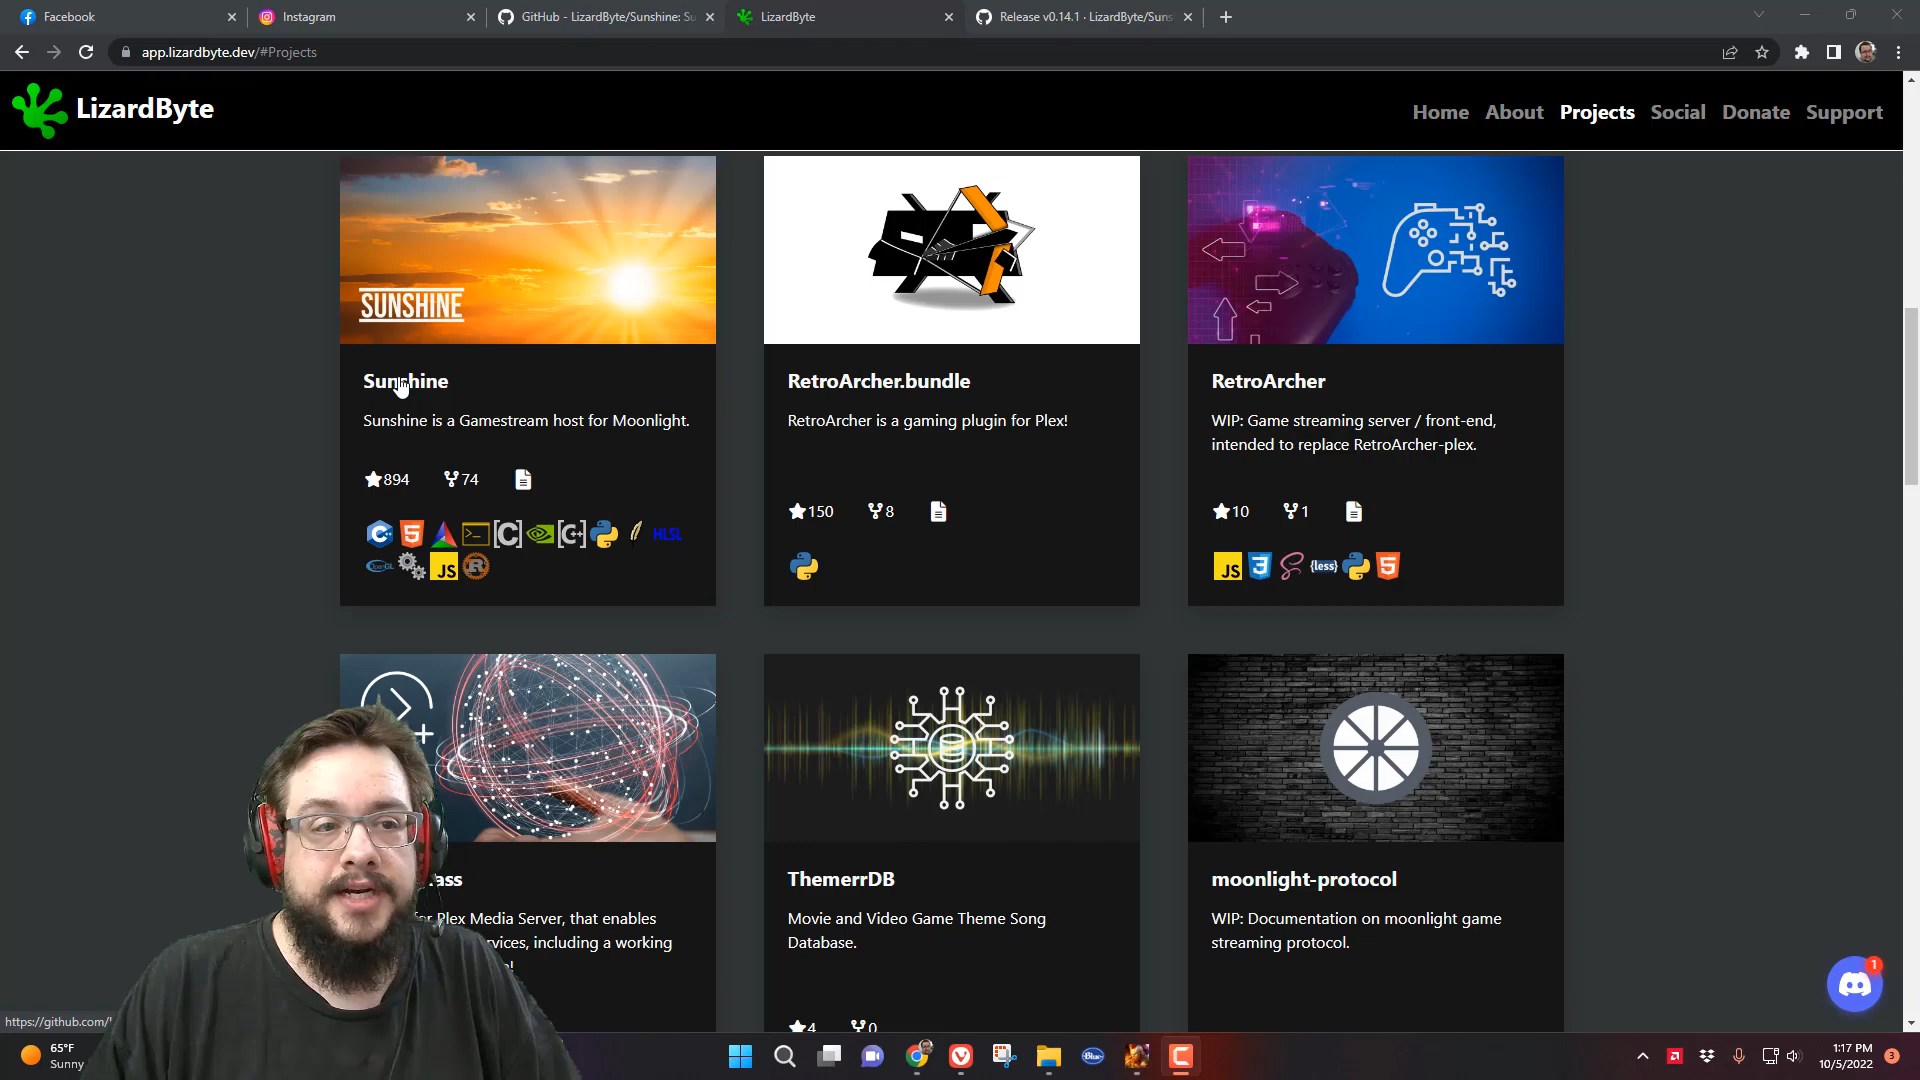 Facebook
Instagram
GitHub - LizardByte/Sunshine: Su
LizardByte
Release v0.14.1 · LizardByte/Suns
app.lizardbyte.dev/#Projects
LizardByte
Home About Projects Social Donate Support
SUNSHINE
Sunshine
Sunshine is a Gamestream host for Moonlight.
894 74
HLSL
OpenGL
JS
RetroArcher.bundle
RetroArcher is a gaming plugin for Plex!
150 8
RetroArcher
WIP: Game streaming server / front-end,
intended to replace RetroArcher-plex.
10 1
JS {less}
ass
for Plex Media Server, that enables
rvices, including a working
ThemerrDB
Movie and Video Game Theme Song
Database.
4 0
moonlight-protocol
WIP: Documentation on moonlight game
streaming protocol.
1
https://github.com/
65°F
Sunny
Blue
1:17 PM
10/5/2022
3